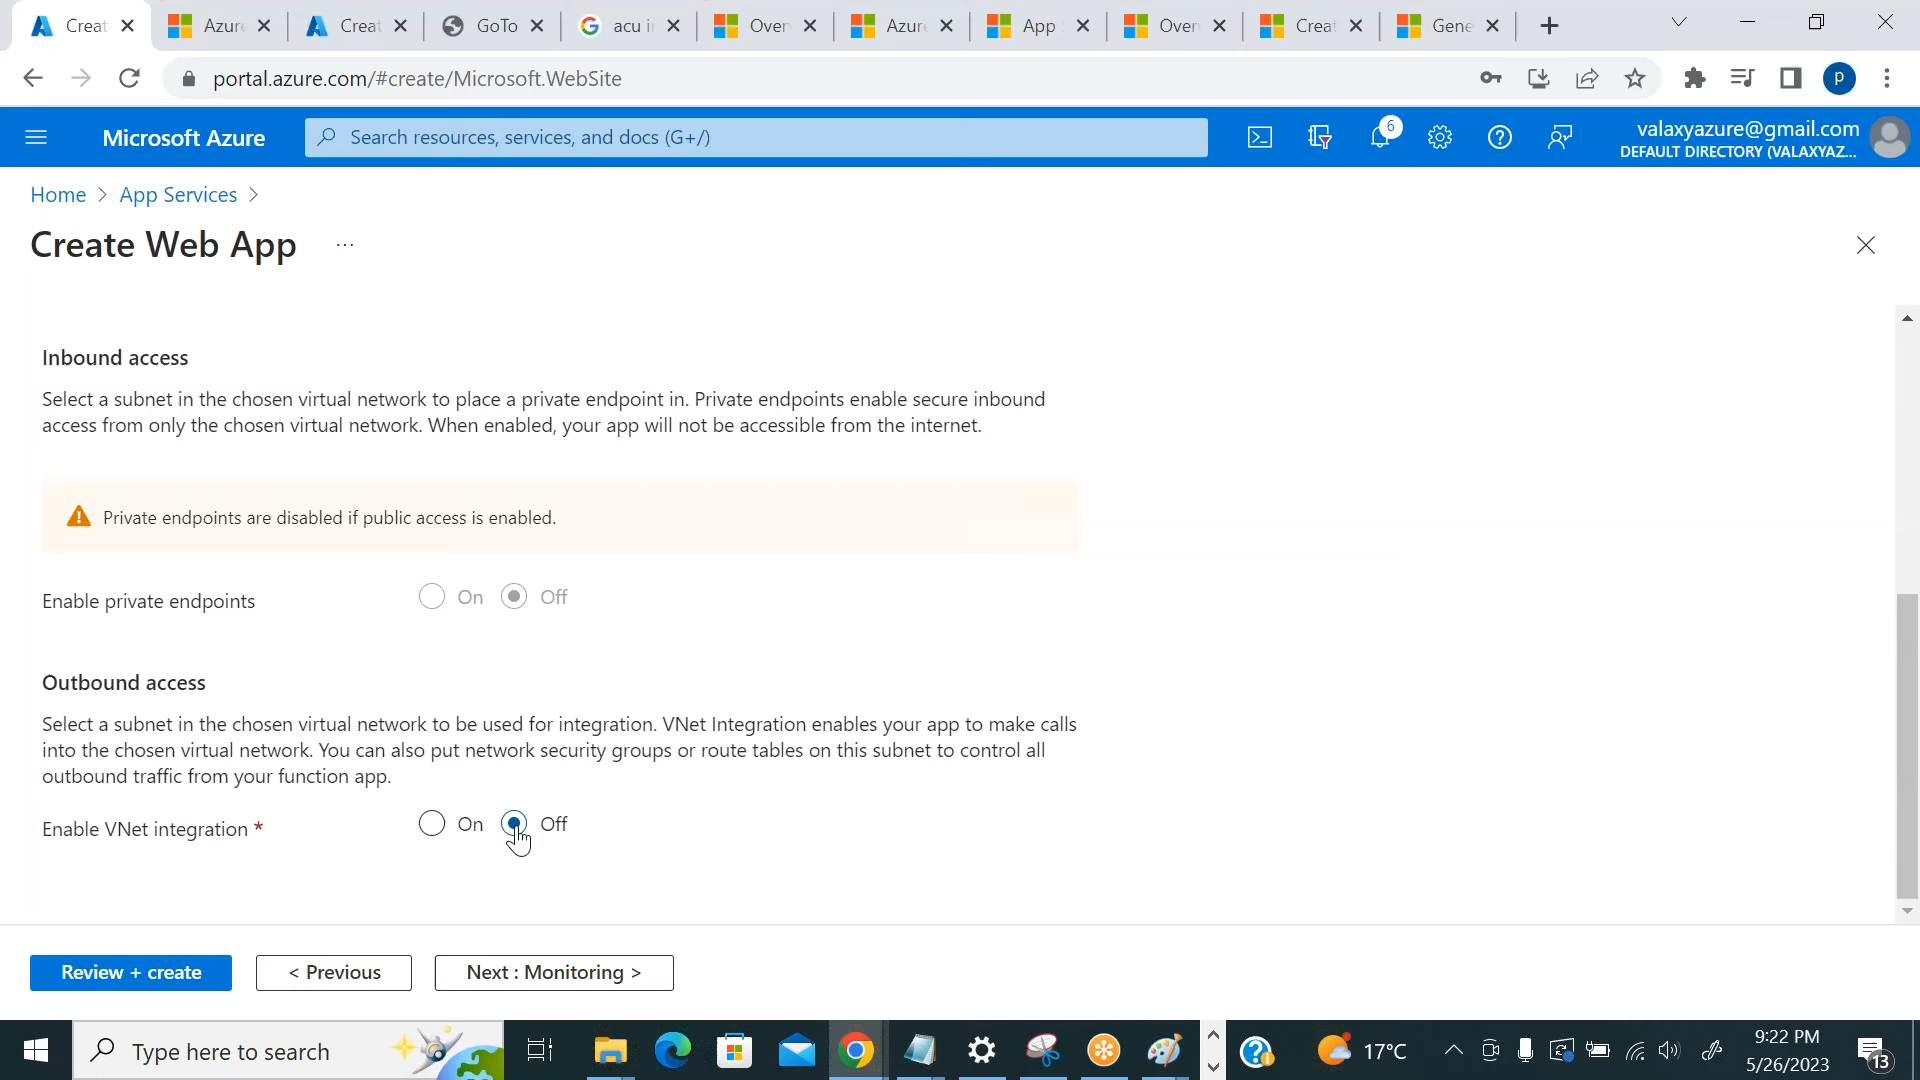 Creat
Azure
Creat
GoTo
acu i
Over
Azure
App
Over
Creat
Gene
portal.azure.com/#create/Microsoft.WebSite
P
Microsoft Azure
Search resources, services, and docs (G+/)
6
valaxyazure@gmail.com
DEFAULT DIRECTORY (VALAXYAZ...
Home > App Services >
Create Web App ...
Inbound access
Select a subnet in the chosen virtual network to place a private endpoint in. Private endpoints enable secure inbound
access from only the chosen virtual network. When enabled, your app will not be accessible from the internet.
Private endpoints are disabled if public access is enabled.
Enable private endpoints On Off
Outbound access
Select a subnet in the chosen virtual network to be used for integration. VNet Integration enables your app to make calls
into the chosen virtual network. You can also put network security groups or route tables on this subnet to control all
outbound traffic from your function app.
Enable VNet integration * On Off
Review + create
< Previous
Next : Monitoring >
Type here to search
17°C
9:22 PM
5/26/2023
13